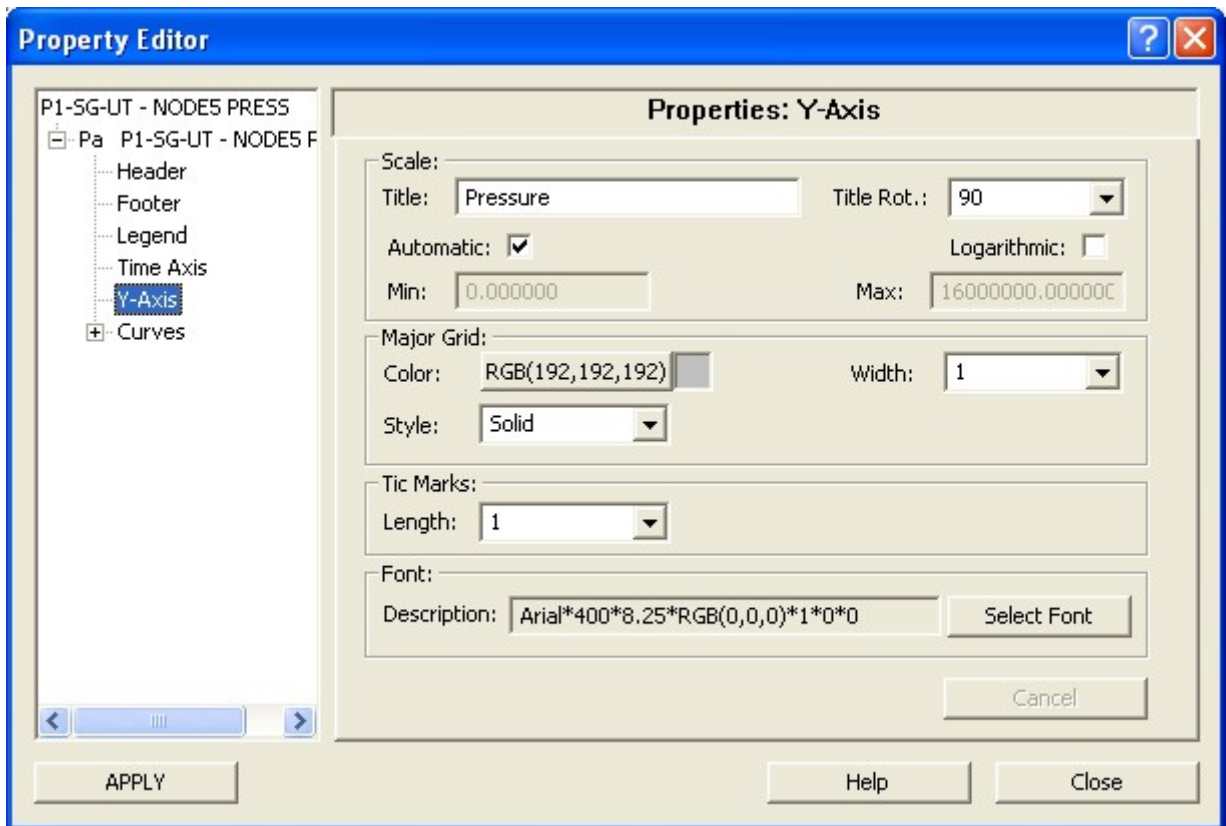 Property Editor
P1-SG-UT - NODE5 PRESS
Pa P1-SG-UT - NODE5 F
Header
Footer
Legend
Time Axis
Y-Axis
Curves
Properties: Y-Axis
Scale:
Title: Pressure Title Rot.: 90
Automatic: Logarithmic:
Min: 0.000000 Max: 16000000.00000C
Major Grid:
Color: RGB(192,192,192) Width: 1
Style: Solid
Tic Marks:
Length: 1
Font:
Description: Arial*400*8.25*RGB(0,0,0)*1*0*0 Select Font
Cancel
APPLY Help Close